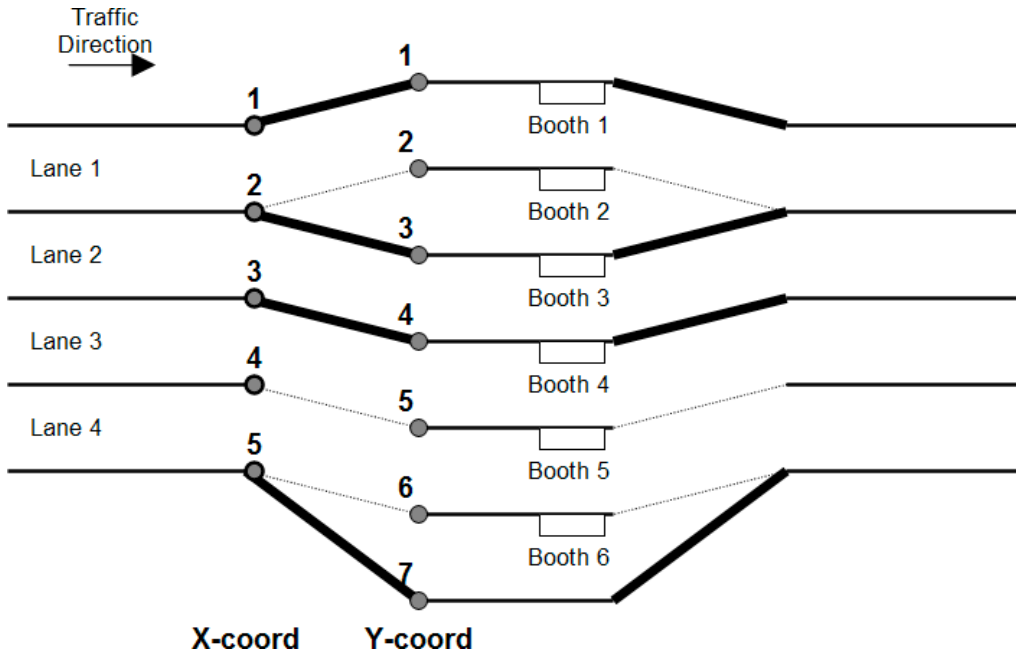 Traffic
Direction
1
1
Booth 1
2
Lane 1
2
Booth 2
3
Lane 2
3
Booth 3
4
Lane 3
4
Booth 4
5
Lane 4
5
Booth 5
6
Booth 6
7
X-coord Y-coord